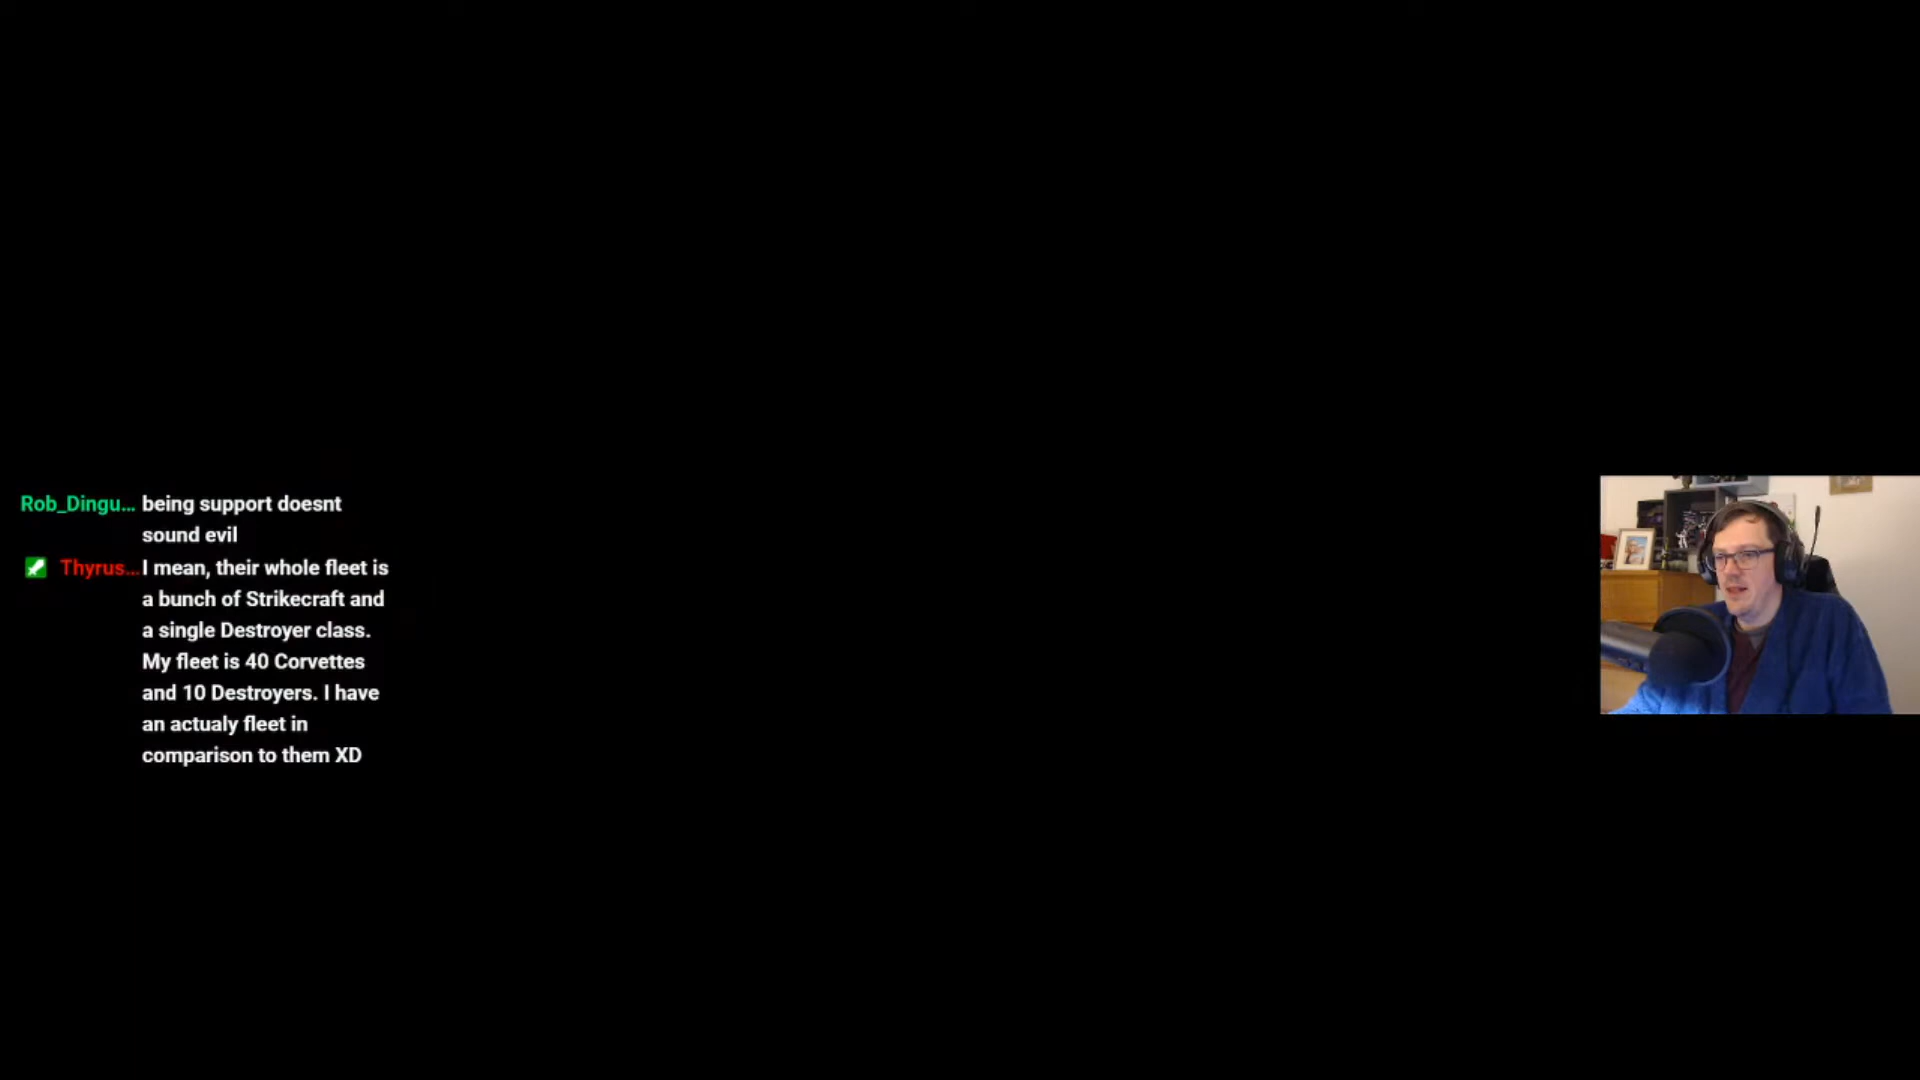 Rob_Dingu... being support doesnt
sound evil
Thyrus... I mean, their whole fleet is
a bunch of Strikecraft and
a single Destroyer class.
My fleet is 40 Corvettes
and 10 Destroyers. I have
an actualy fleet in
comparison to them XD